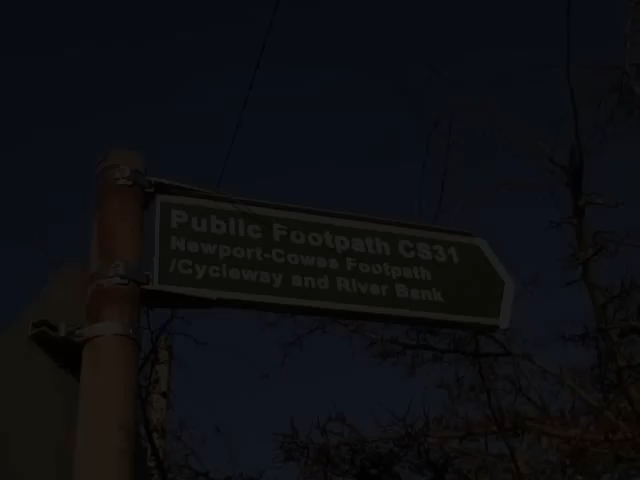 Public Footpath CS31
Newport-Cowes Footpath
/Cycleway and River Bank